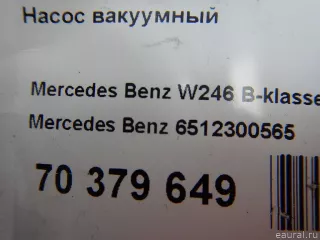 Насос вакуумный
Mercedes Benz W246 B-klasse
Mercedes Benz 6512300565
70 379 649
eaural.ru